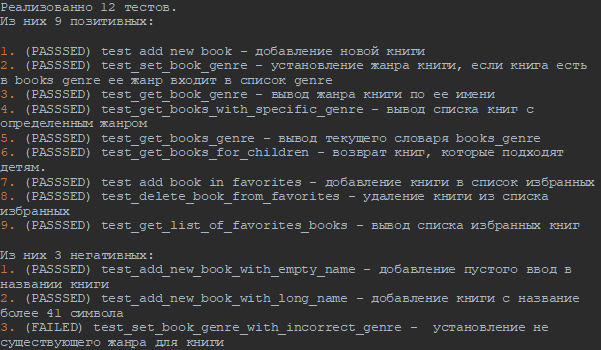 Реализованно 12 тестов.
Из них 9 позитивных:
1. (PASSSED) test add new book – добавление новой книги
2. (PASSSED) test_set_book_genre – установление жанра книги, если книга есть
в books genre ее жанр входит в список genre
3. (PASSSED) test_get_book_genre – вывод жанра книги по ее имени
4. (PASSSED) test_get_books_with_specific_genre – вывод списка книг с
определенным жанром
5. (PASSSED) test_get_books_genre – вывод текущего словаря books_genre
6. (PASSSED) test_get_books_for_children – возврат книг, которые подходят
детям.
7. (PASSSED) test add book in favorites – добавление книги в список избранных
8. (PASSSED) test_delete_book_from_favorites – удаление книги из списка
избранных
9. (PASSSED) test_get_list_of_favorites_books – вывод списка избранных книг
Из них 3 негативных:
1. (PASSSED) test_add_new_book_with_empty_name – добавление пустого ввод в
названии книги
2. (PASSSED) test_add_new_book_with_long_name – добавление книги с название
более 41 символа
3. (FAILED) test_set_book_genre_with_incorrect_genre –  установление не
существующего жанра для книги